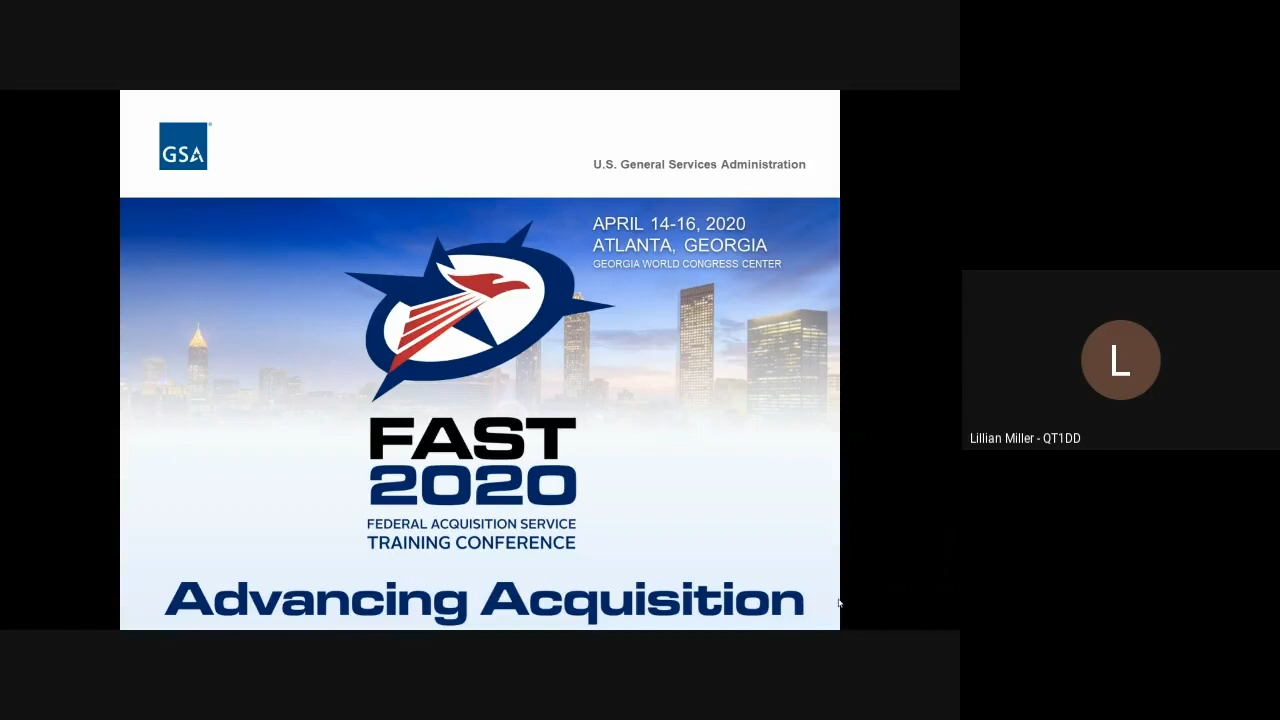 GSA
U.S. General Services Administration
APRIL 14-16, 2020
ATLANTA, GEORGIA
GEORGIA WORLD CONGRESS CENTER
FAST
2020
FEDERAL ACQUISITION SERVICE
TRAINING CONFERENCE
Advancing Acquisition
L
Lillian Miller - QT1DD